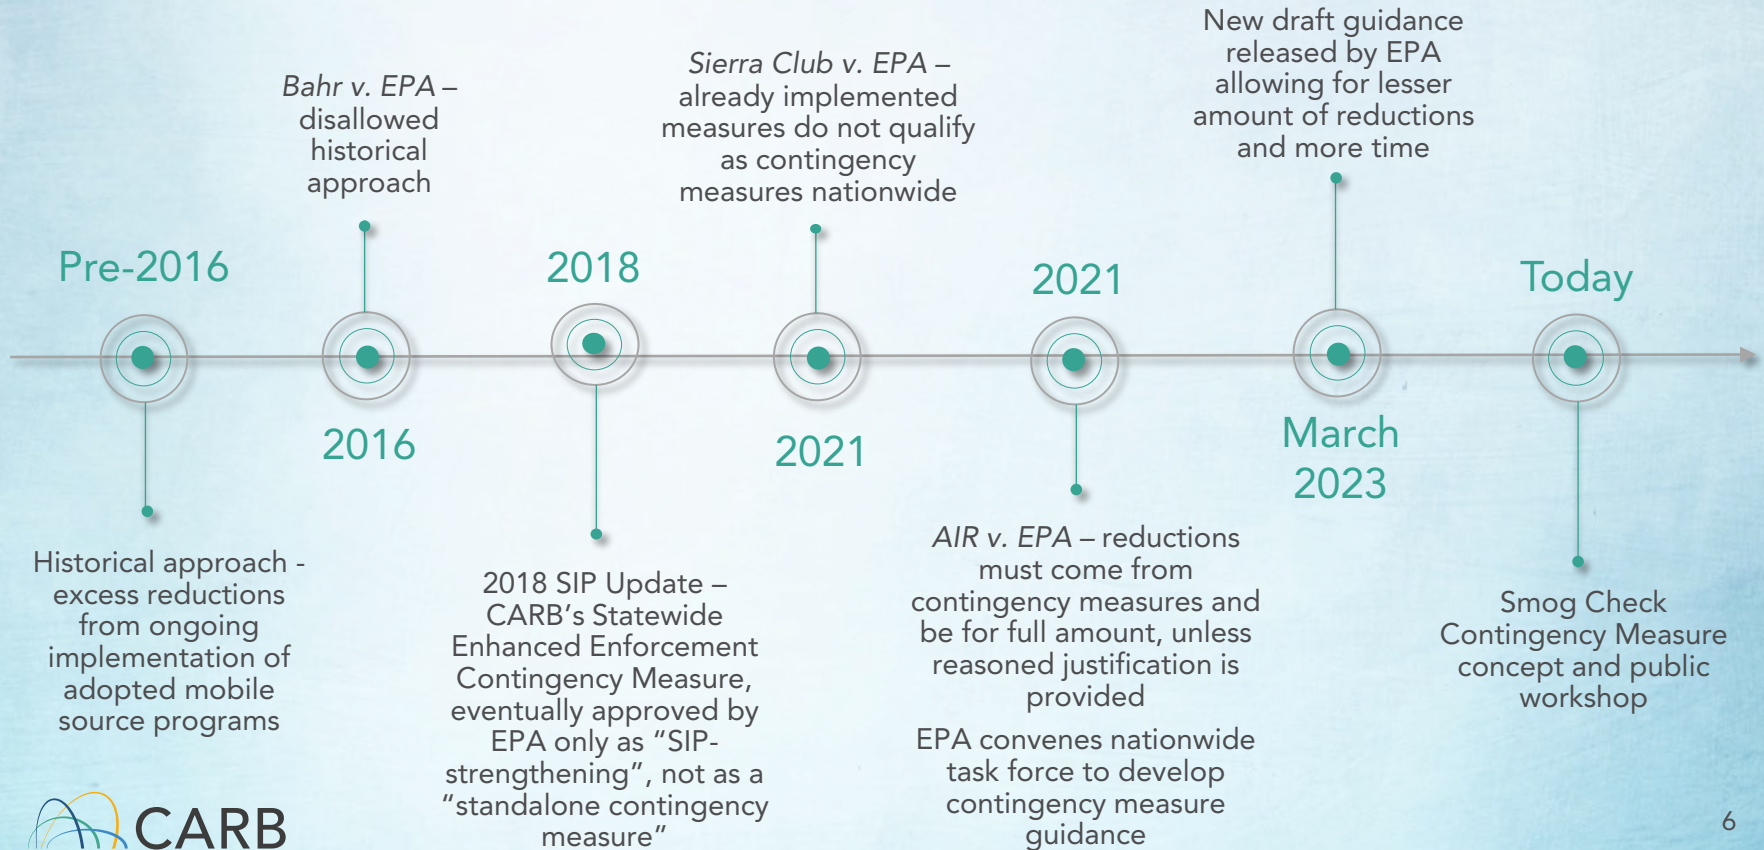 Pre-2016
Historical approach -
excess reductions
from ongoing
implementation of
adopted mobile
source programs
Bahr v. EPA –
disallowed
historical
approach
2016
2018
2018 SIP Update –
CARB's Statewide
Enhanced Enforcement
Contingency Measure,
eventually approved by
EPA only as "SIP-
strengthening", not as a
"standalone contingency
measure"
Sierra Club v. EPA –
already implemented
measures do not qualify
as contingency
measures nationwide
2021
2021
AIR v. EPA – reductions
must come from
contingency measures and
be for full amount, unless
reasoned justification is
provided
EPA convenes nationwide
task force to develop
contingency measure
guidance
New draft guidance
released by EPA
allowing for lesser
amount of reductions
and more time
March
2023
Today
Smog Check
Contingency Measure
concept and public
workshop
CARB
6